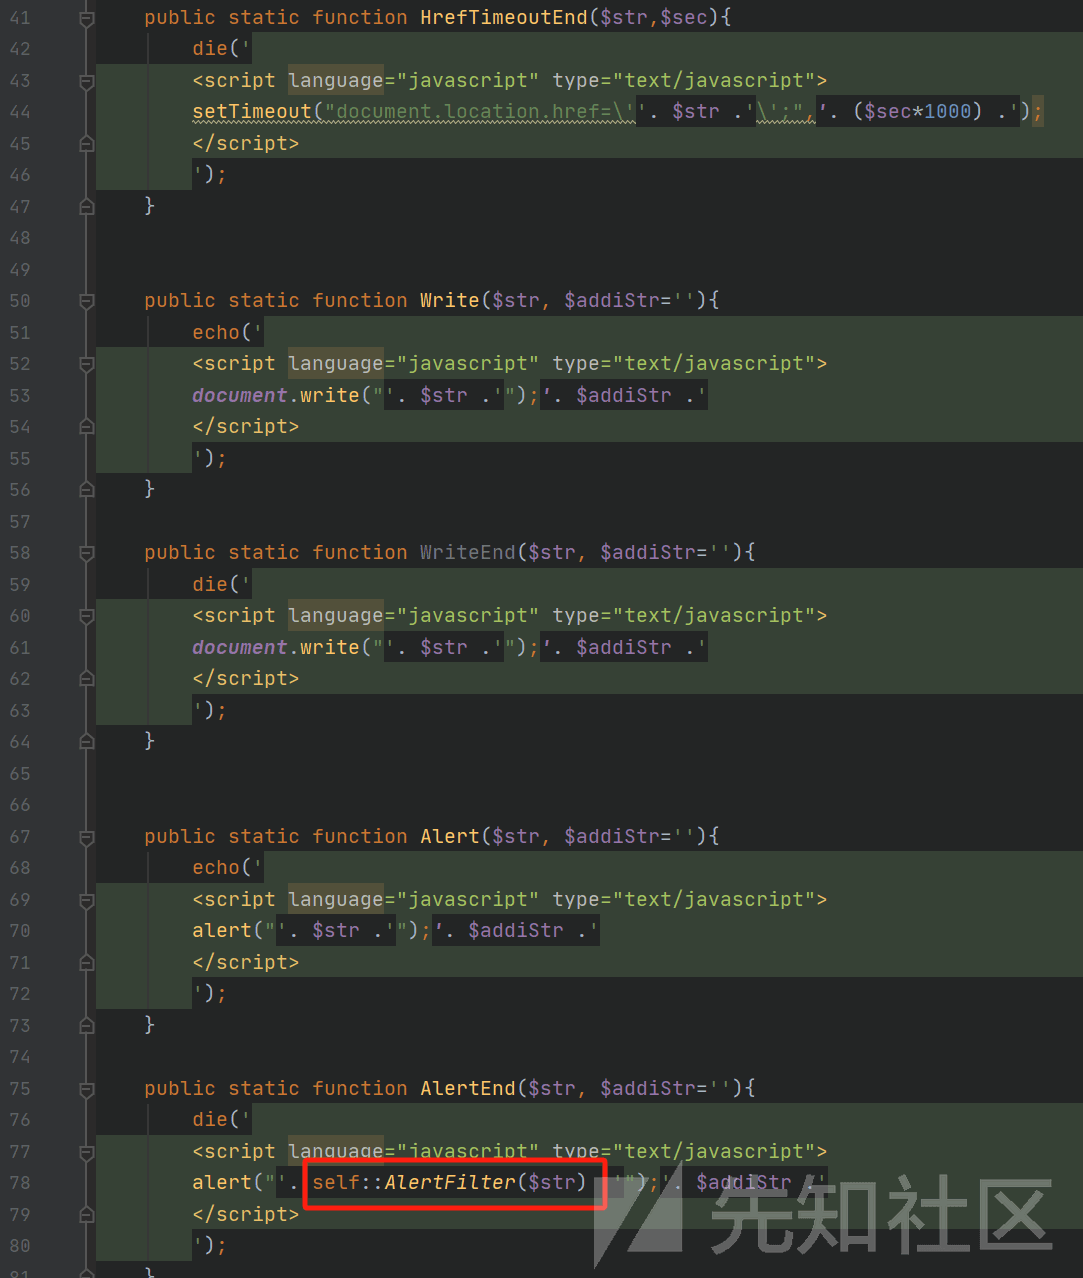 41 public static function HrefTimeoutEnd($str,$sec){
42 die('
43 <script language="javascript" type="text/javascript">
44 setTimeout("document.location.href=\''. $str .'\';",'. ($sec*1000) .');
45 </script>
46 ');
47 }
48
49
50 public static function Write($str, $addiStr=''){
51 echo('
52 <script language="javascript" type="text/javascript">
53 document.write("'. $str .'");'. $addiStr .'
54 </script>
55 ');
56 }
57
58 public static function WriteEnd($str, $addiStr=''){
59 die('
60 <script language="javascript" type="text/javascript">
61 document.write("'. $str .'");'. $addiStr .'
62 </script>
63 ');
64 }
65
66
67 public static function Alert($str, $addiStr=''){
68 echo('
69 <script language="javascript" type="text/javascript">
70 alert("'. $str .'");'. $addiStr .'
71 </script>
72 ');
73 }
74
75 public static function AlertEnd($str, $addiStr=''){
76 die('
77 <script language="javascript" type="text/javascript">
78 alert("'. self::AlertFilter($str) .'");'. $addiStr .'
79 </script>
80 ');
81 }
先知社区